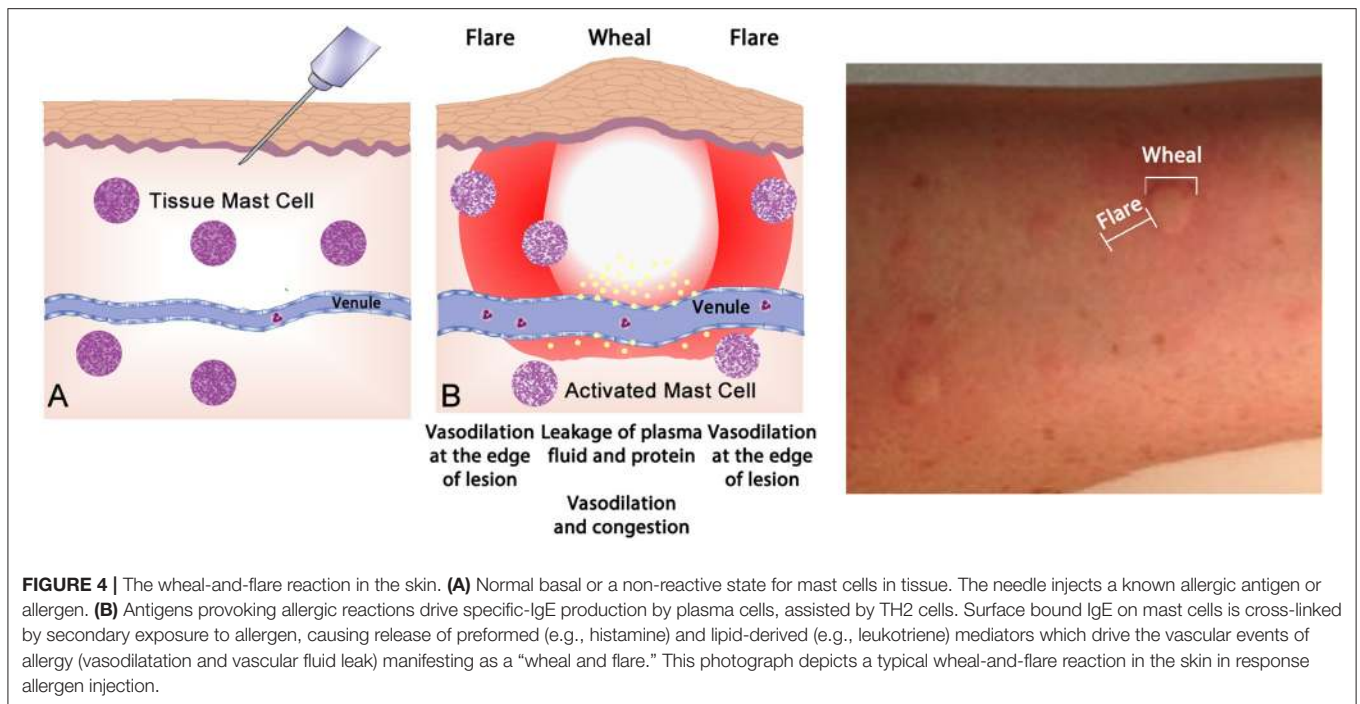 Flare Wheal Flare
Tissue Mast Cell
Venule
A
Venule
B
Activated Mast Cell
Vasodilation
at the edge
of lesion
Leakage of plasma
fluid and protein
Vasodilation
and congestion
Vasodilation
at the edge
of lesion
Wheal
Flare
FIGURE 4 | The wheal-and-flare reaction in the skin. (A) Normal basal or a non-reactive state for mast cells in tissue. The needle injects a known allergic antigen or
allergen. (B) Antigens provoking allergic reactions drive specific-IgE production by plasma cells, assisted by TH2 cells. Surface bound IgE on mast cells is cross-linked
by secondary exposure to allergen, causing release of preformed (e.g., histamine) and lipid-derived (e.g., leukotriene) mediators which drive the vascular events of
allergy (vasodilatation and vascular fluid leak) manifesting as a “wheal and flare.” This photograph depicts a typical wheal-and-flare reaction in the skin in response
allergen injection.